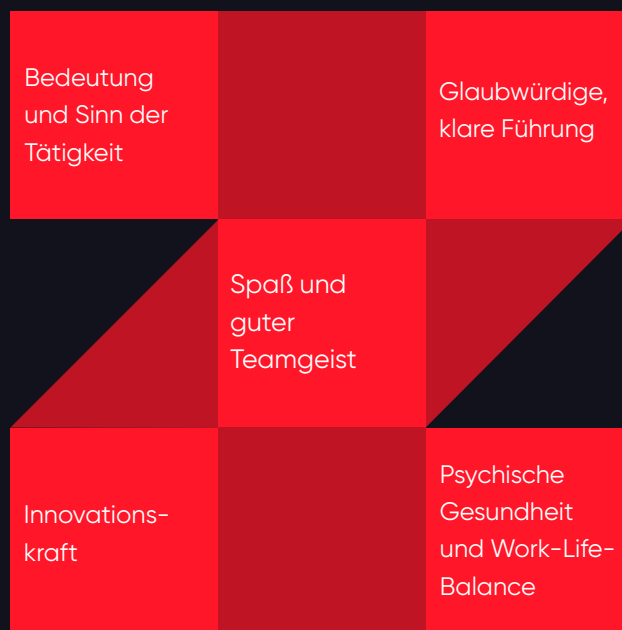 Bedeutung
und Sinn der
Tätigkeit
Glaubwürdige,
klare Führung
Spaß und
guter
Teamgeist
Innovations-
kraft
Psychische
Gesundheit
und Work-Life-
Balance